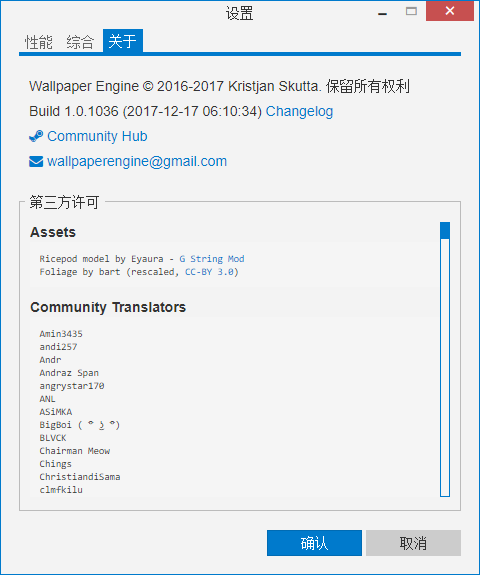 设置
性能 综合 关于
Wallpaper Engine © 2016-2017 Kristjan Skutta. 保留所有权利
Build 1.0.1036 (2017-12-17 06:10:34) Changelog
Community Hub
wallpaperengine@gmail.com
第三方许可
Assets
Ricepod model by Eyaura - G String Mod
Foliage by bart (rescaled, CC-BY 3.0)
Community Translators
Amin3435
andi257
Andr
Andraz Span
angrystar170
ANL
ASiMKA
BigBoi ( ͡° ͜ʖ ͡°)
BLVCK
Chairman Meow
Chings
ChristiandiSama
clmfkilu
确认 取消